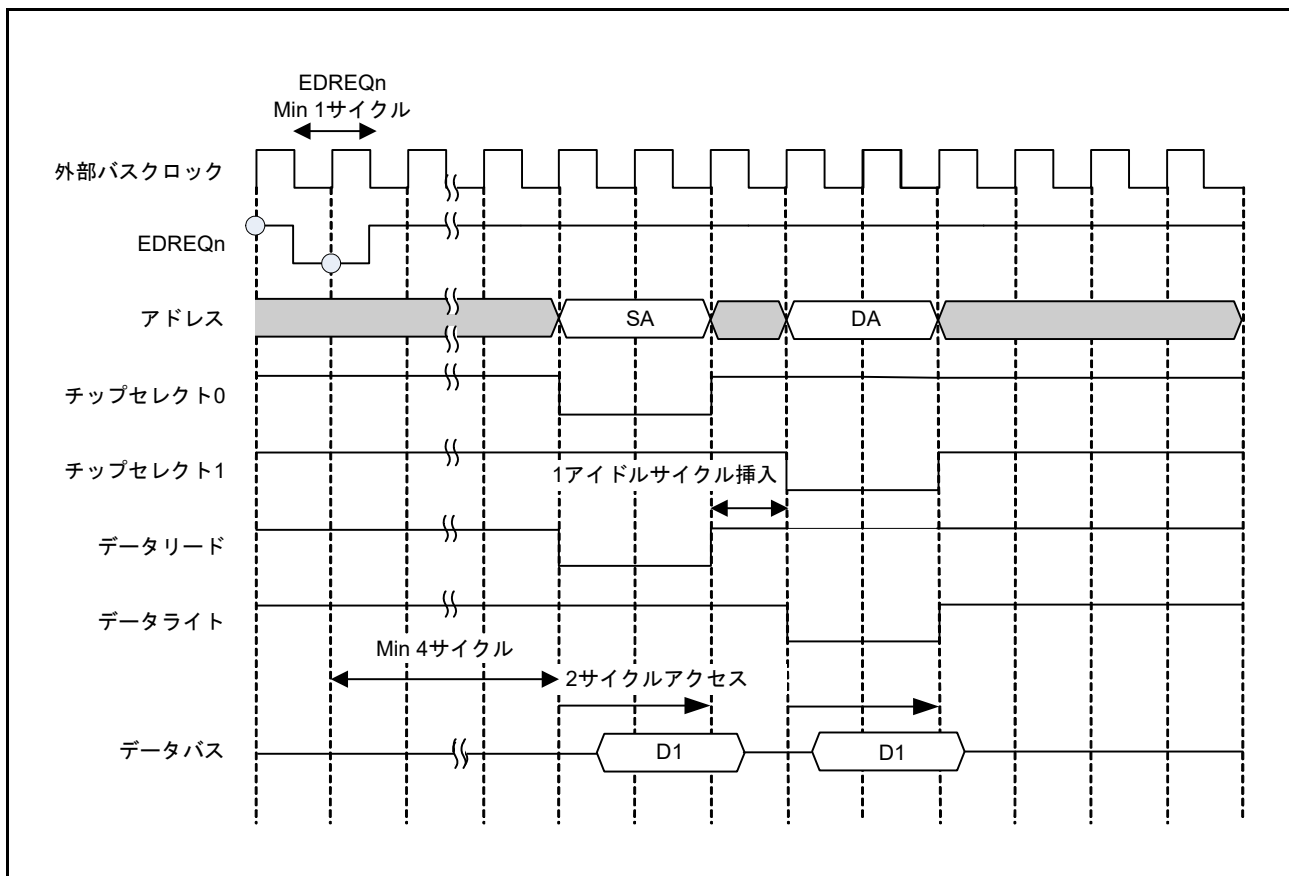 EDREQn
Min 1サイクル
外部バスクロック
EDREQn
アドレス
SA
DA
チップセレクト0
チップセレクト1
1アイドルサイクル挿入
データリード
データライト
Min 4サイクル
2サイクルアクセス
データバス
D1
D1